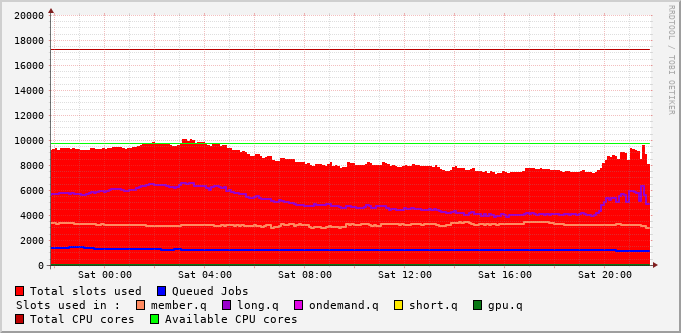 RRDTOOL / TOBI OETIKER
20000
18000
16000
14000
12000
10000
8000
6000
4000
2000
0
Sat 00:00 Sat 04:00 Sat 08:00 Sat 12:00 Sat 16:00 Sat 20:00
Total slots used Queued Jobs
Slots used in : member.q long.q ondemand.q short.q gpu.q
Total CPU cores Available CPU cores